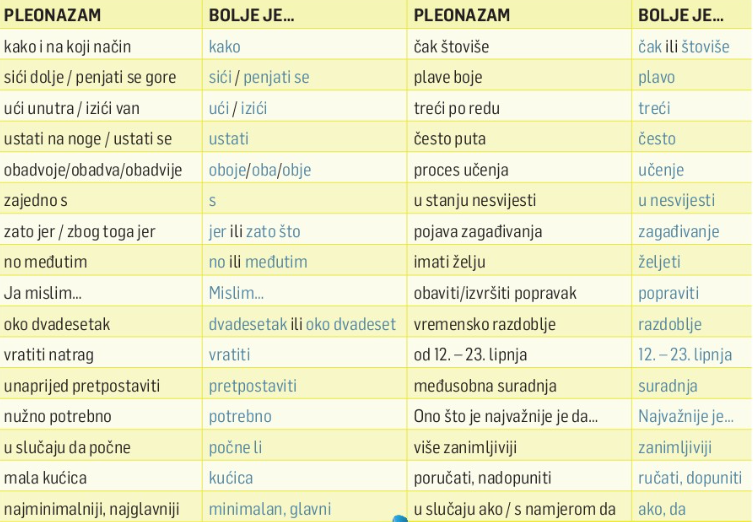 PLEONAZAM BOLJE JE... PLEONAZAM BOLJE JE...
kako i na koji način kako čak štoviše čak ili štoviše
sići dolje / penjati se gore sići / penjati se plave boje plavo
ući unutra / izići van ući / izići treći po redu treći
ustati na noge / ustati se ustati često puta često
obadvoje/obadva/obadvije oboje/oba/obje proces učenja učenje
zajedno s s u stanju nesvijesti u nesvijesti
zato jer / zbog toga jer jer ili zato što pojava zagađivanja zagađivanje
no međutim no ili međutim imati želju željeti
Ja mislim... Mislim... obaviti/izvršiti popravak popraviti
oko dvadesetak dvadesetak ili oko dvadeset vremensko razdoblje razdoblje
vratiti natrag vratiti od 12. – 23. lipnja 12. – 23. lipnja
unaprijed pretpostaviti pretpostaviti međusobna suradnja suradnja
nužno potrebno potrebno Ono što je najvažnije je da... Najvažnije je...
u slučaju da počne počne li više zanimljiviji zanimljiviji
mala kućica kućica poručati, nadopuniti ručati, dopuniti
najminimalniji, najglavniji minimalan, glavni u slučaju ako / s namjerom da ako, da